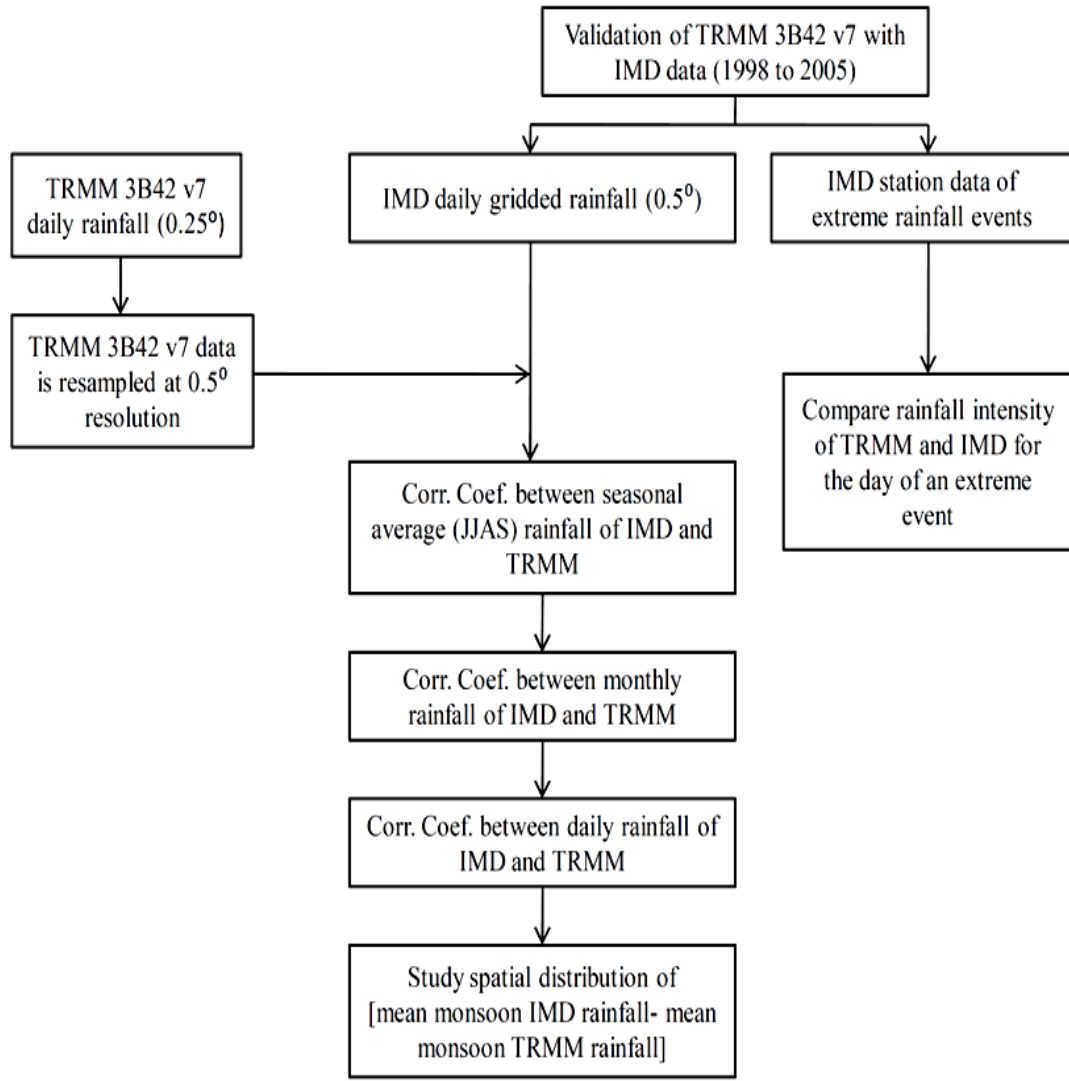 Validation of TRMM 3B42 v7 with
IMD data (1998 to 2005)
TRMM 3B42 v7
daily rainfall (0.25⁰)
IMD daily gridded rainfall (0.5⁰)
IMD station data of
extreme rainfall events
TRMM 3B42 v7 data
is resampled at 0.5⁰
resolution
Compare rainfall intensity
of TRMM and IMD for
the day of an extreme
event
Corr. Coef. between seasonal
average (JJAS) rainfall of IMD and
TRMM
Corr. Coef. between monthly
rainfall of IMD and TRMM
Corr. Coef. between daily rainfall of
IMD and TRMM
Study spatial distribution of
[mean monsoon IMD rainfall- mean
monsoon TRMM rainfall]